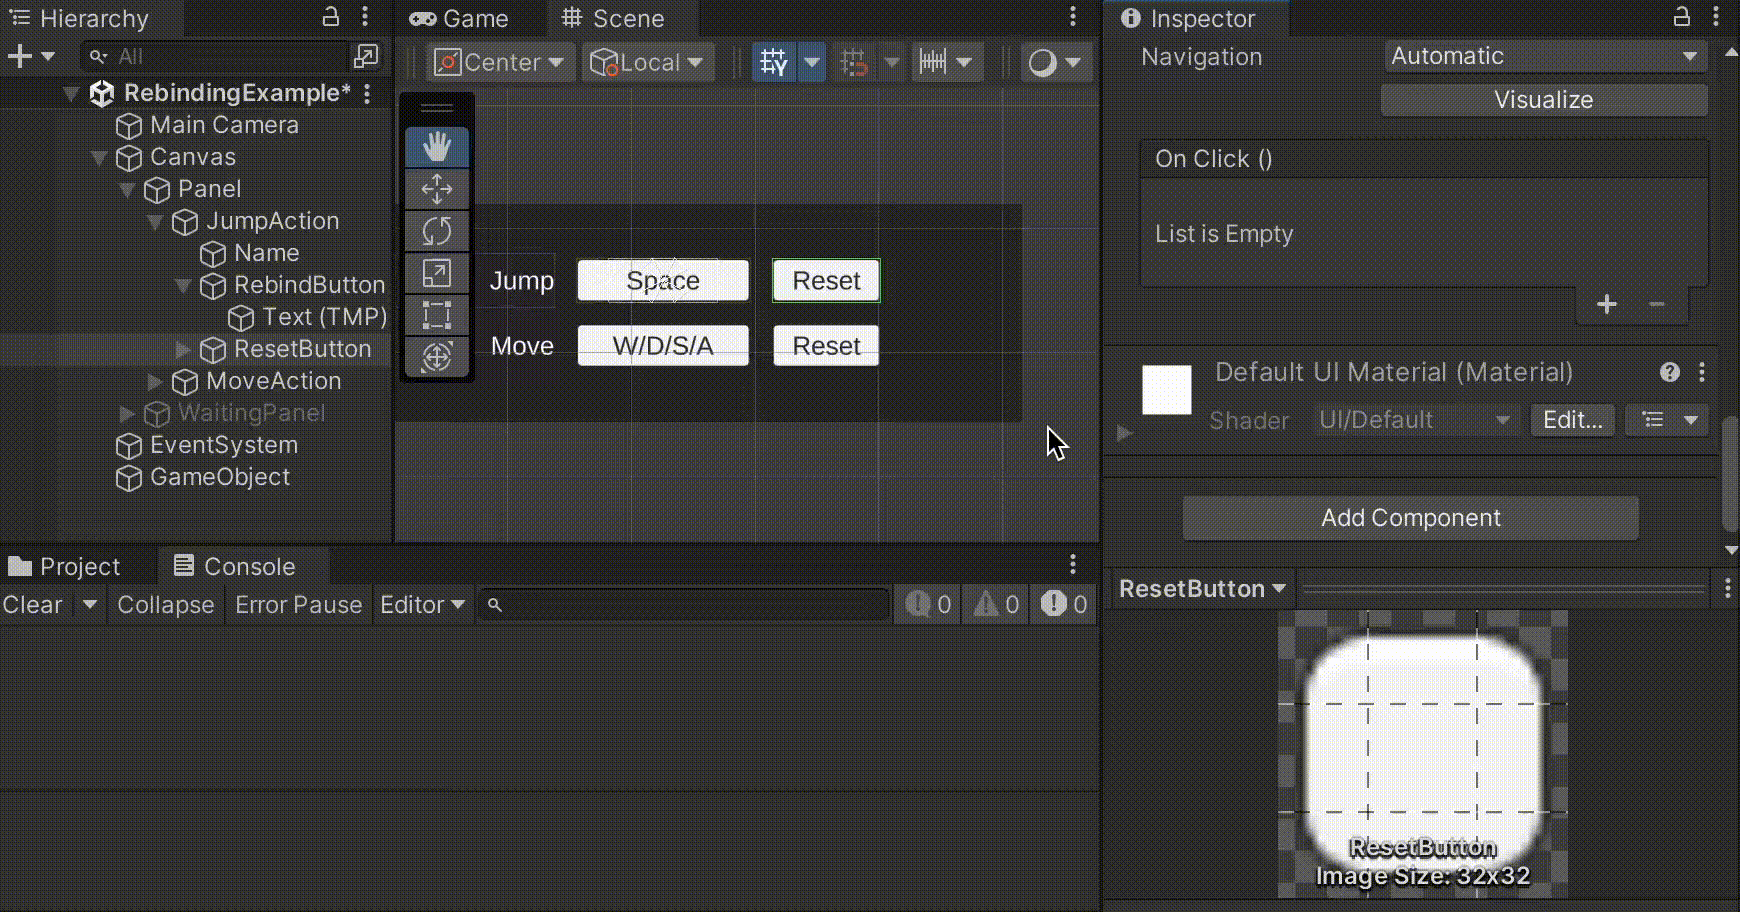 Hierarchy
All
RebindingExample*
Main Camera
Canvas
Panel
JumpAction
Name
RebindButton
Text (TMP)
ResetButton
MoveAction
WaitingPanel
EventSystem
GameObject
Game
Scene
Center
Local
Jump
Space
Reset
Move
W/D/S/A
Reset
Project
Console
Clear
Collapse
Error Pause
Editor
0
0
0
Inspector
Navigation
Automatic
Visualize
On Click ()
List is Empty
Default UI Material (Material)
Shader
UI/Default
Edit...
Add Component
ResetButton
ResetButton
Image Size: 32x32